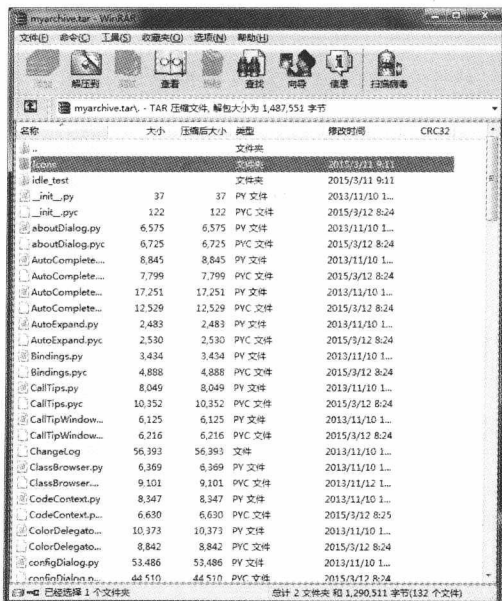 myarchive.tar - WinRAR
文件(F) 命令(C) 工具(S) 收藏夹(O) 选项(N) 帮助(H)
解压到 查看 查找 向导 信息 扫描病毒
myarchive.tar\ - TAR 压缩文件, 解包大小为 1,487,551 字节
名称 大小 压缩后大小 类型 修改时间 CRC32
.. 文件夹
Icons 文件夹 2015/3/11 9:11
idle_test 文件夹 2015/3/11 9:11
__init__.py 37 37 PY 文件 2013/11/10 1...
__init__.pyc 122 122 PYC 文件 2015/3/12 8:24
aboutDialog.py 6,575 6,575 PY 文件 2013/11/10 1...
aboutDialog.pyc 6,725 6,725 PYC 文件 2015/3/12 8:24
AutoComplete.... 8,845 8,845 PY 文件 2013/11/10 1...
AutoComplete.... 7,799 7,799 PYC 文件 2015/3/12 8:24
AutoComplete... 17,251 17,251 PY 文件 2013/11/10 1...
AutoComplete... 12,529 12,529 PYC 文件 2015/3/12 8:24
AutoExpand.py 2,483 2,483 PY 文件 2013/11/10 1...
AutoExpand.pyc 2,530 2,530 PYC 文件 2015/3/12 8:24
Bindings.py 3,434 3,434 PY 文件 2013/11/10 1...
Bindings.pyc 4,888 4,888 PYC 文件 2015/3/12 8:24
CallTips.py 8,049 8,049 PY 文件 2013/11/10 1...
CallTips.pyc 10,352 10,352 PYC 文件 2015/3/12 8:24
CallTipWindow... 6,125 6,125 PY 文件 2013/11/10 1...
CallTipWindow... 6,216 6,216 PYC 文件 2015/3/12 8:24
ChangeLog 56,393 56,393 文件 2013/11/10 1...
ClassBrowser.py 6,369 6,369 PY 文件 2013/11/10 1...
ClassBrowser.... 9,101 9,101 PYC 文件 2013/11/12 1...
CodeContext.py 8,347 8,347 PY 文件 2013/11/10 1...
CodeContext.p... 6,630 6,630 PYC 文件 2015/3/12 8:25
ColorDelegato... 10,373 10,373 PY 文件 2013/11/10 1...
ColorDelegato... 8,842 8,842 PYC 文件 2015/3/12 8:24
configDialog.py 53,486 53,486 PY 文件 2013/11/10 1...
configDialog.p... 44,510 44,510 PYC 文件 2015/3/12 8:24
已经选择 1 个文件夹 总计 2 文件夹 和 1,290,511 字节(132 个文件)